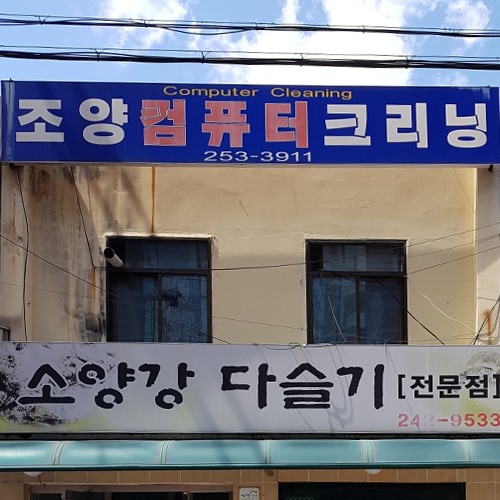 Computer Cleaning
조양컴퓨터크리닝
253-3911
소양강 다슬기 [전문점]
242-9533